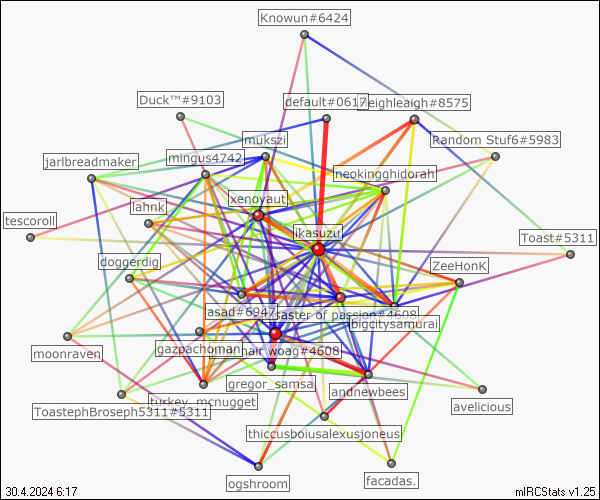 Knowun#6424
Duck™#9103
default#0617
leighleigh#8575
Random Stuf6#5983
mukszi
mingus4742
jarlbreadmaker
neokingghidorah
xenoyaut
lahnk
tescoroll
ikasuzu
Toast#5311
doggerdig
ZeeHonK
asad#6947
aster of passion#4608
bigcitysamurai
gazpachoman
hair woag#4608
moonraven
gregor_samsa
andnewbees
turkey_mcnugget
ToastephBroseph5311#5311
avelicious
thiccusboiusalexusjoneus
ogshroom
facadas.
30.4.2024 6:17
mIRCStats v1.25